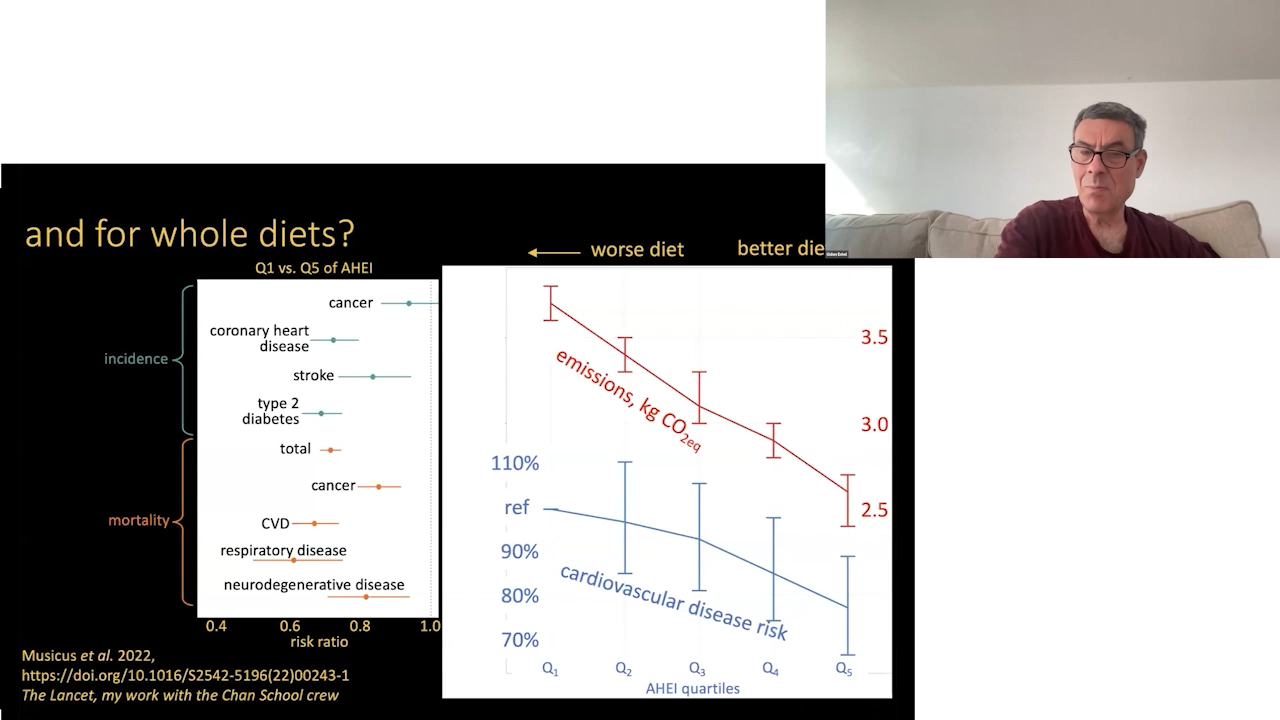 and for whole diets?
Q1 vs. Q5 of AHEI
cancer
coronary heart
disease
stroke
type 2
diabetes
incidence
total
cancer
CVD
respiratory disease
neurodegenerative disease
mortality
0.4 0.6 0.8 1.0
risk ratio
Musicus et al. 2022,
https://doi.org/10.1016/S2542-5196(22)00243-1
The Lancet, my work with the Chan School crew
worse diet
better die
3.5
3.0
2.5
emissions, kg CO2eq
110%
ref
90%
80%
70%
cardiovascular disease risk
Q1 Q2 Q3 Q4 Q5
AHEI quartiles